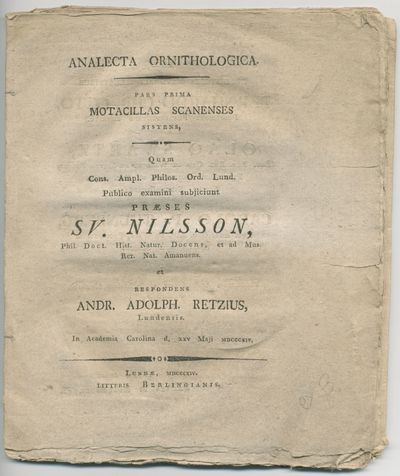 ANALECTA ORNITHOLOGICA.
PARS PRIMA
MOTACILLAS SCANENSES
SISTENS,
Quam
Cons. Ampl. Philos. Ord. Lund.
Publico examini subjiciunt
PRÆSES
SV. NILSSON,
Phil. Doct. Hist. Natur. Docens, et ad Mus.
Rer. Nat. Amanuens.
et
RESPONDENS
ANDR. ADOLPH. RETZIUS,
Lundensis.
In Academia Carolina d. XXV Maji MDCCCXIV.
LUNDÆ, MDCCCXIV.
LITTERIS BERLINGIANIS.